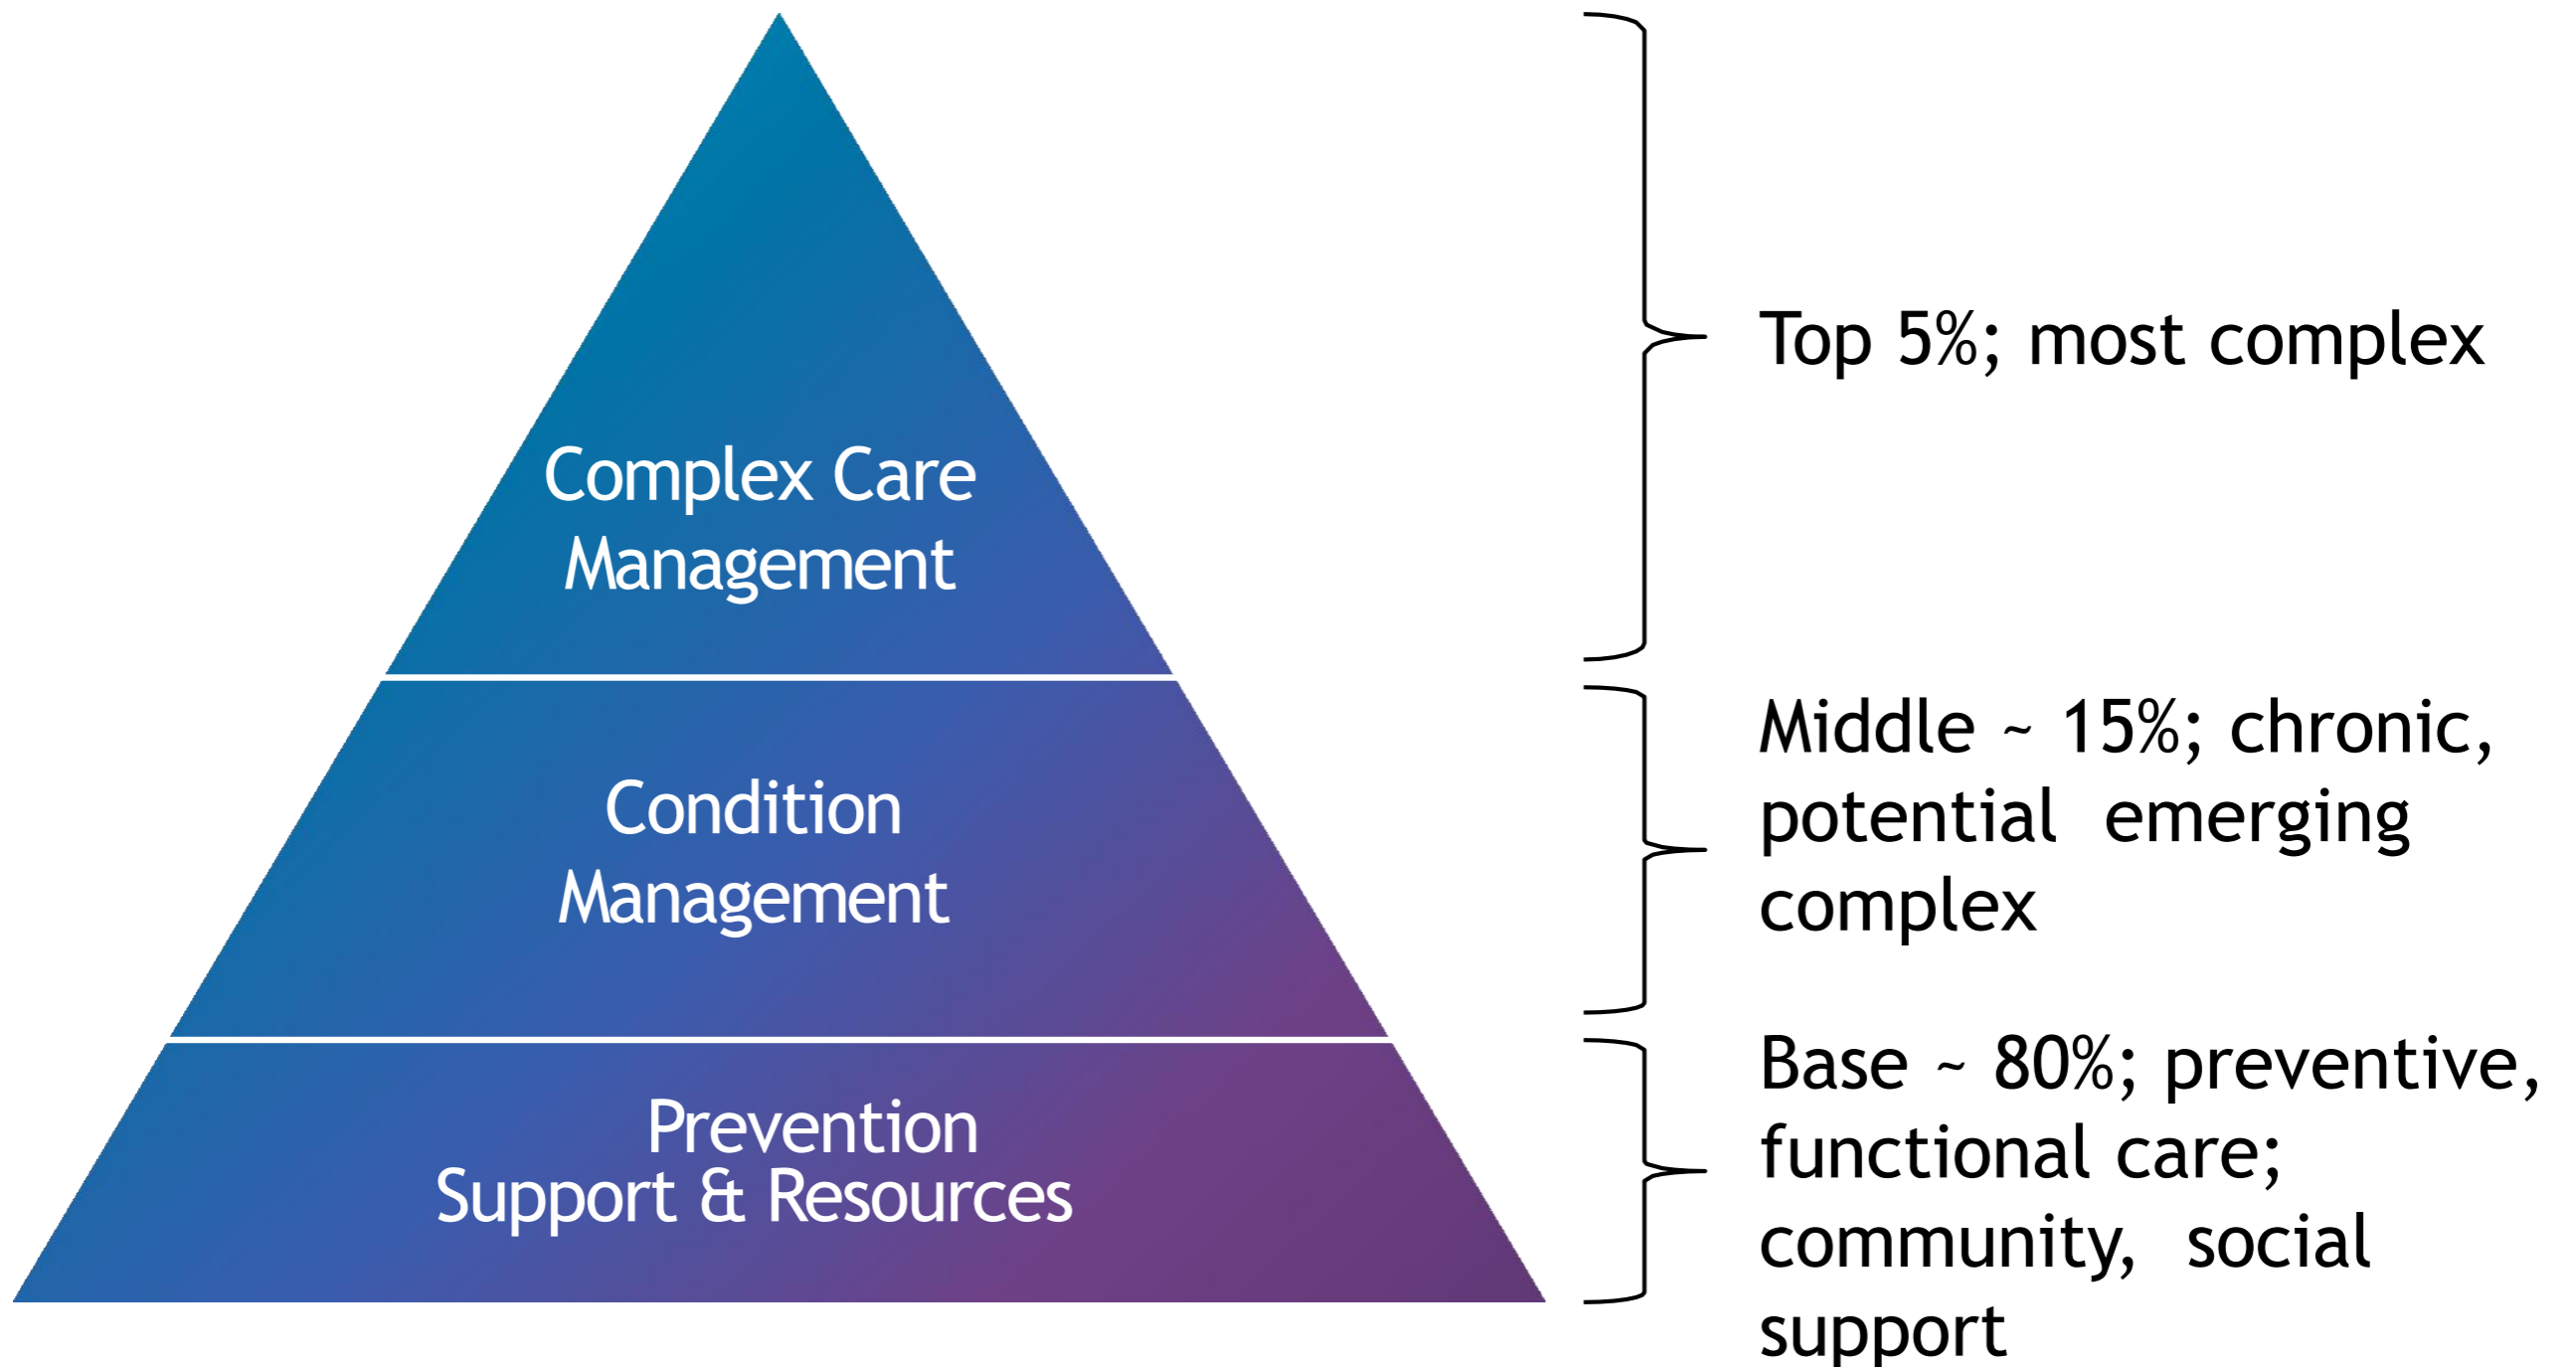 Complex Care
Management
Top 5%; most complex
Condition
Management
Middle ~ 15%; chronic,
potential  emerging
complex
Prevention
Support & Resources
Base ~ 80%; preventive,
functional care;
community,  social
support